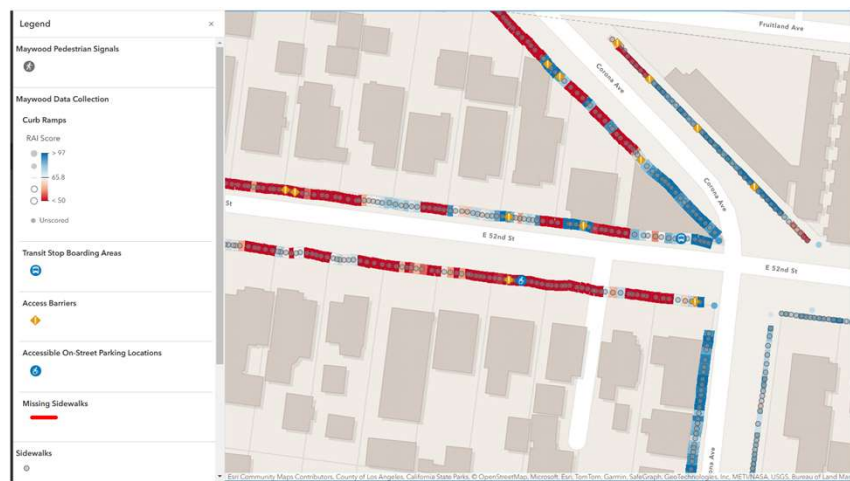 Legend
×
Maywood Pedestrian Signals
Maywood Data Collection
Curb Ramps
RAI Score
> 97
65.8
< 50
Unscored
Transit Stop Boarding Areas
Access Barriers
Accessible On-Street Parking Locations
Missing Sidewalks
Sidewalks
Fruitland Ave
Corona Ave
Corona Ave
St
E 52nd St
E 52nd St
orona Ave
Esri Community Maps Contributors, County of Los Angeles, California State Parks, © OpenStreetMap, Microsoft, Esri, TomTom, Garmin, SafeGraph, GeoTechnologies, Inc, METI/NASA, USGS, Bureau of Land Ma